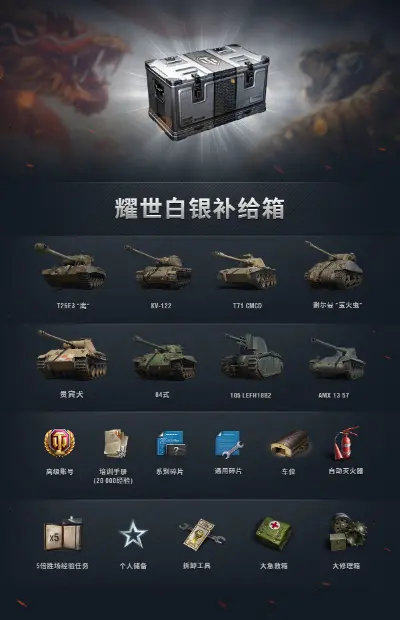 耀世白银补给箱
T25E3 "鹰"
KV-122
T71 CMCD
谢尔曼 "萤火虫"
贵宾犬
64式
105 LEFH18B2
AMX 13 57
高级账号
培训手册
(20 000经验)
系列碎片
通用碎片
车位
自动灭火器
x5
5倍胜场经验任务
个人储备
拆卸工具
大急救箱
大修理箱